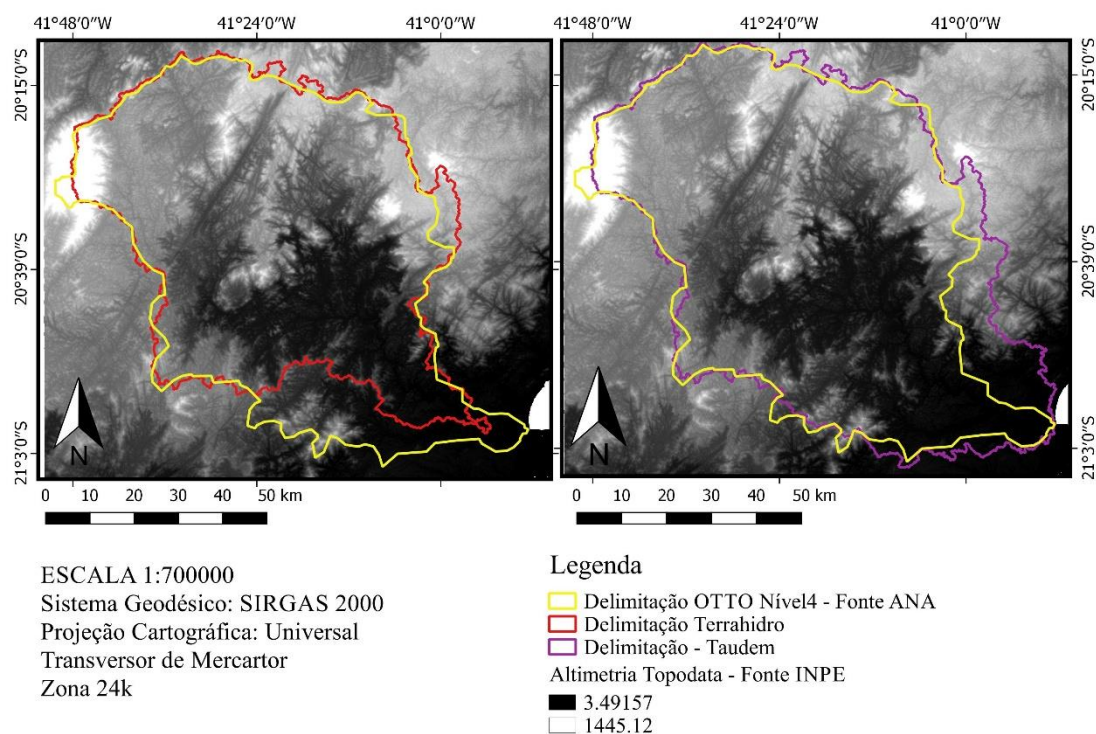 41°48'0"W 41°24'0"W 41°0'0"W 41°48'0"W 41°24'0"W 41°0'0"W
20°15'0"S 20°15'0"S
20°39'0"S 20°39'0"S
21°3'0"S 21°3'0"S
N N
0 10 20 30 40 50 km 0 10 20 30 40 50 km
ESCALA 1:700000
Sistema Geodésico: SIRGAS 2000
Projeção Cartográfica: Universal
Transversor de Mercartor
Zona 24k
Legenda
Delimitação OTTO Nível4 - Fonte ANA
Delimitação Terrahidro
Delimitação - Taudem
Altimetria Topodata - Fonte INPE
3.49157
1445.12